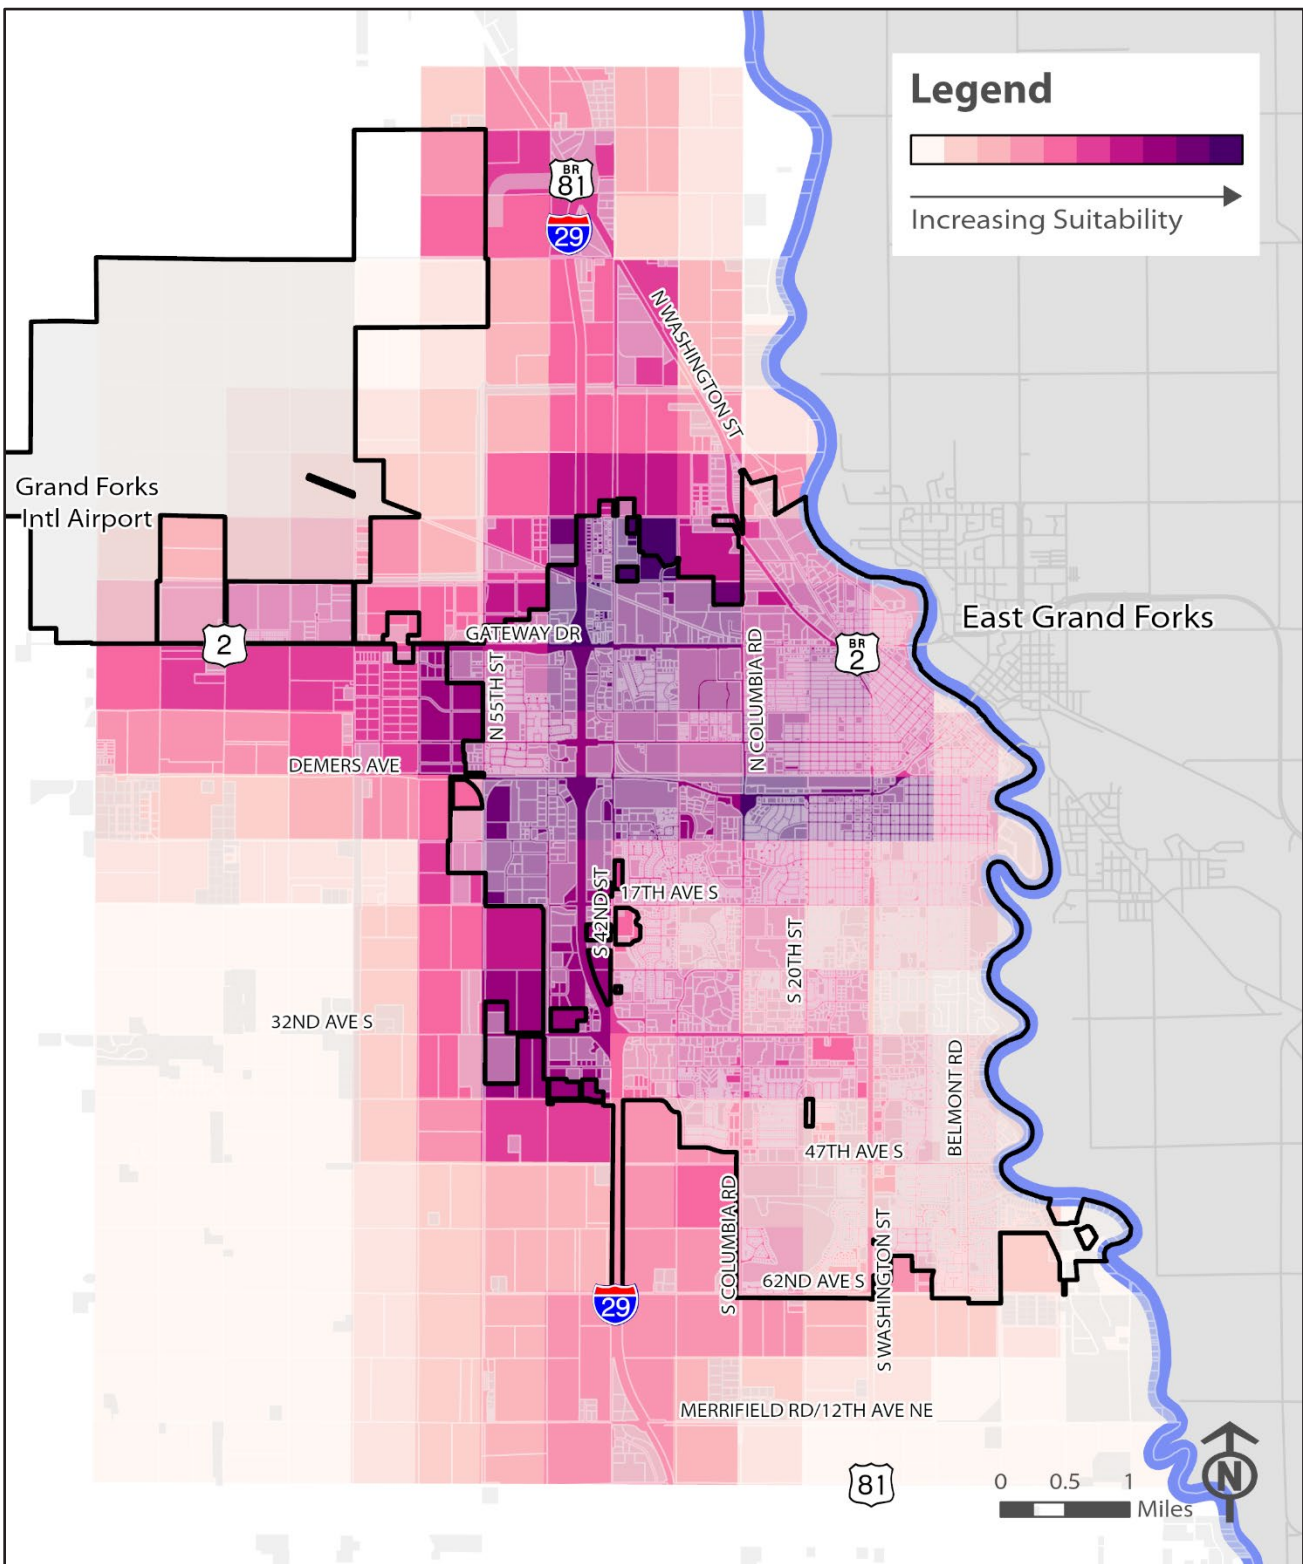 Legend
Increasing Suitability
BR
81
29
N WASHINGTON ST
Grand Forks
Intl Airport
East Grand Forks
2
GATEWAY DR
BR
2
N 55TH ST
N COLUMBIA RD
DEMERS AVE
S 42ND ST
17TH AVE S
S 20TH ST
32ND AVE S
BELMONT RD
47TH AVE S
S COLUMBIA RD
S WASHINGTON ST
62ND AVE S
29
MERRIFIELD RD/12TH AVE NE
81
0 0.5 1
Miles
N